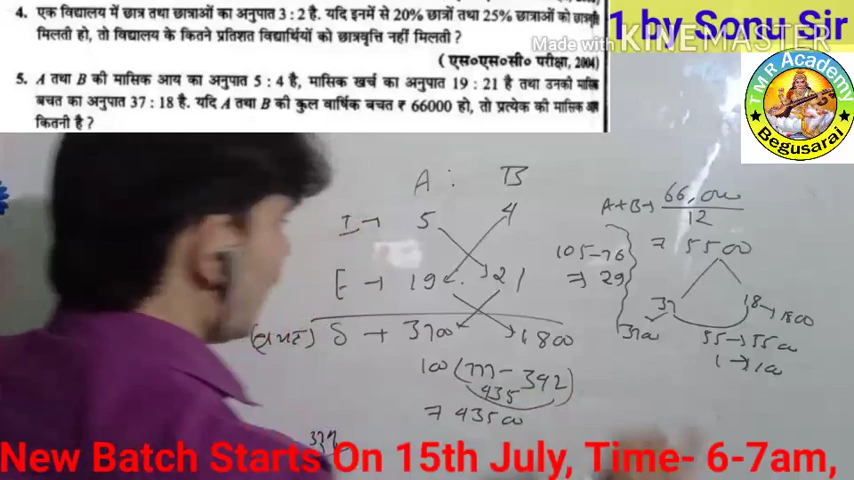 4. एक विद्यालय में छात्र तथा छात्राओं का अनुपात 3 : 2 है. यदि इनमें से 20% छात्रों तथा 25% छात्राओं को छात्रवृत्ति
मिलती हो, तो विद्यालय के कितने प्रतिशत विद्यार्थियों को छात्रवृत्ति नहीं मिलती ?
( एस०एस०सी० परीक्षा, 2004)
5. A तथा B की मासिक आय का अनुपात 5 : 4 है, मासिक खर्च का अनुपात 19 : 21 है तथा उनकी मासिक
बचत का अनुपात 37 : 18 है. यदि A तथा B की कुल वार्षिक बचत ₹ 66000 हो, तो प्रत्येक की मासिक आय
कितनी है ?
1 by Sonu Sir
Made with KINEMASTER
T M R Academy
Begusarai
A : B
I → 5 4
E → 19 21
(बचत) S → 3700 1800
100 (777 - 342)
435
⇒ 43500
105-76
⇒ 29
A+B→ 66,000
12
⇒ 5500
37 18→1800
3700
55→5500
1→100
New Batch Starts On 15th July, Time- 6-7am,